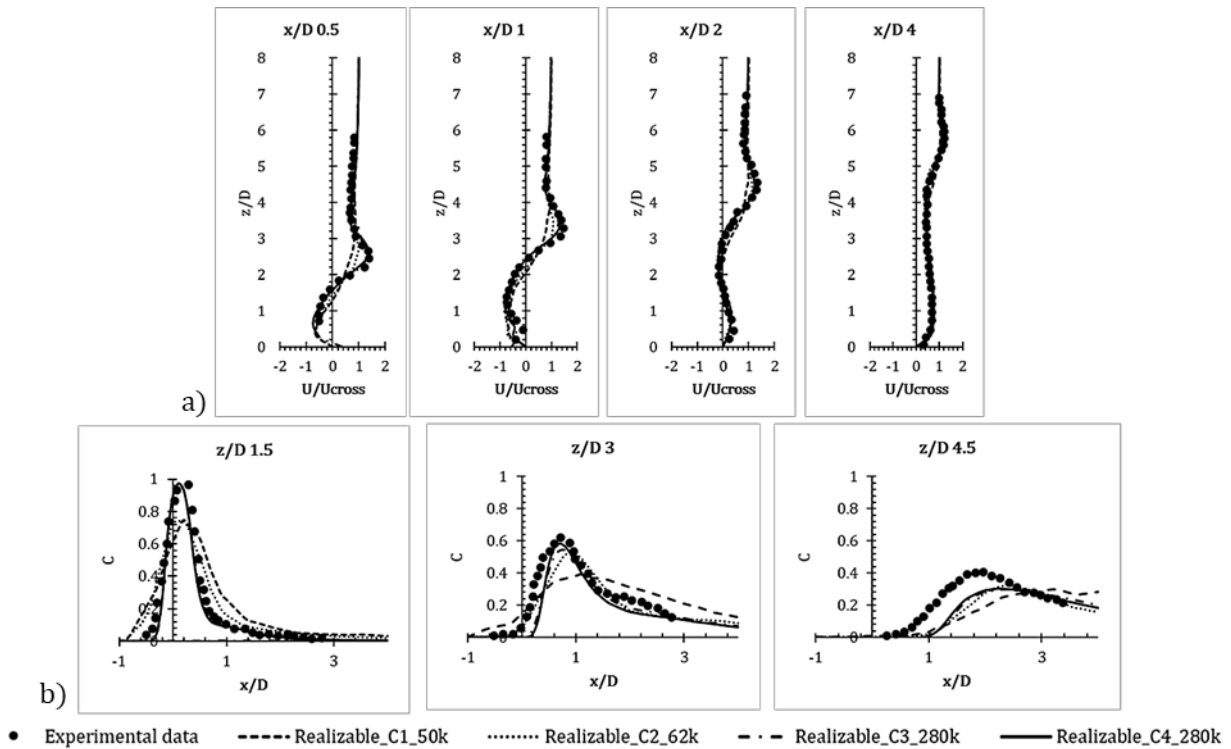 x/D 0.5
8
7
6
5
4
3
2
1
0
z/D
-2 -1 0 1 2
U/Ucross
x/D 1
8
7
6
5
4
3
2
1
0
z/D
-2 -1 0 1 2
U/Ucross
x/D 2
8
7
6
5
4
3
2
1
0
z/D
-2 -1 0 1 2
U/Ucross
x/D 4
8
7
6
5
4
3
2
1
0
z/D
-2 -1 0 1 2
U/Ucross
a)
z/D 1.5
1
0.8
0.6
0.4
0.2
0
C
-1 1 3
x/D
z/D 3
1
0.8
0.6
0.4
0.2
0
C
-1 1 3
x/D
z/D 4.5
1
0.8
0.6
0.4
0.2
0
C
-1 1 3
x/D
b)
Experimental data Realizable_C1_50k Realizable_C2_62k Realizable_C3_280k Realizable_C4_280k